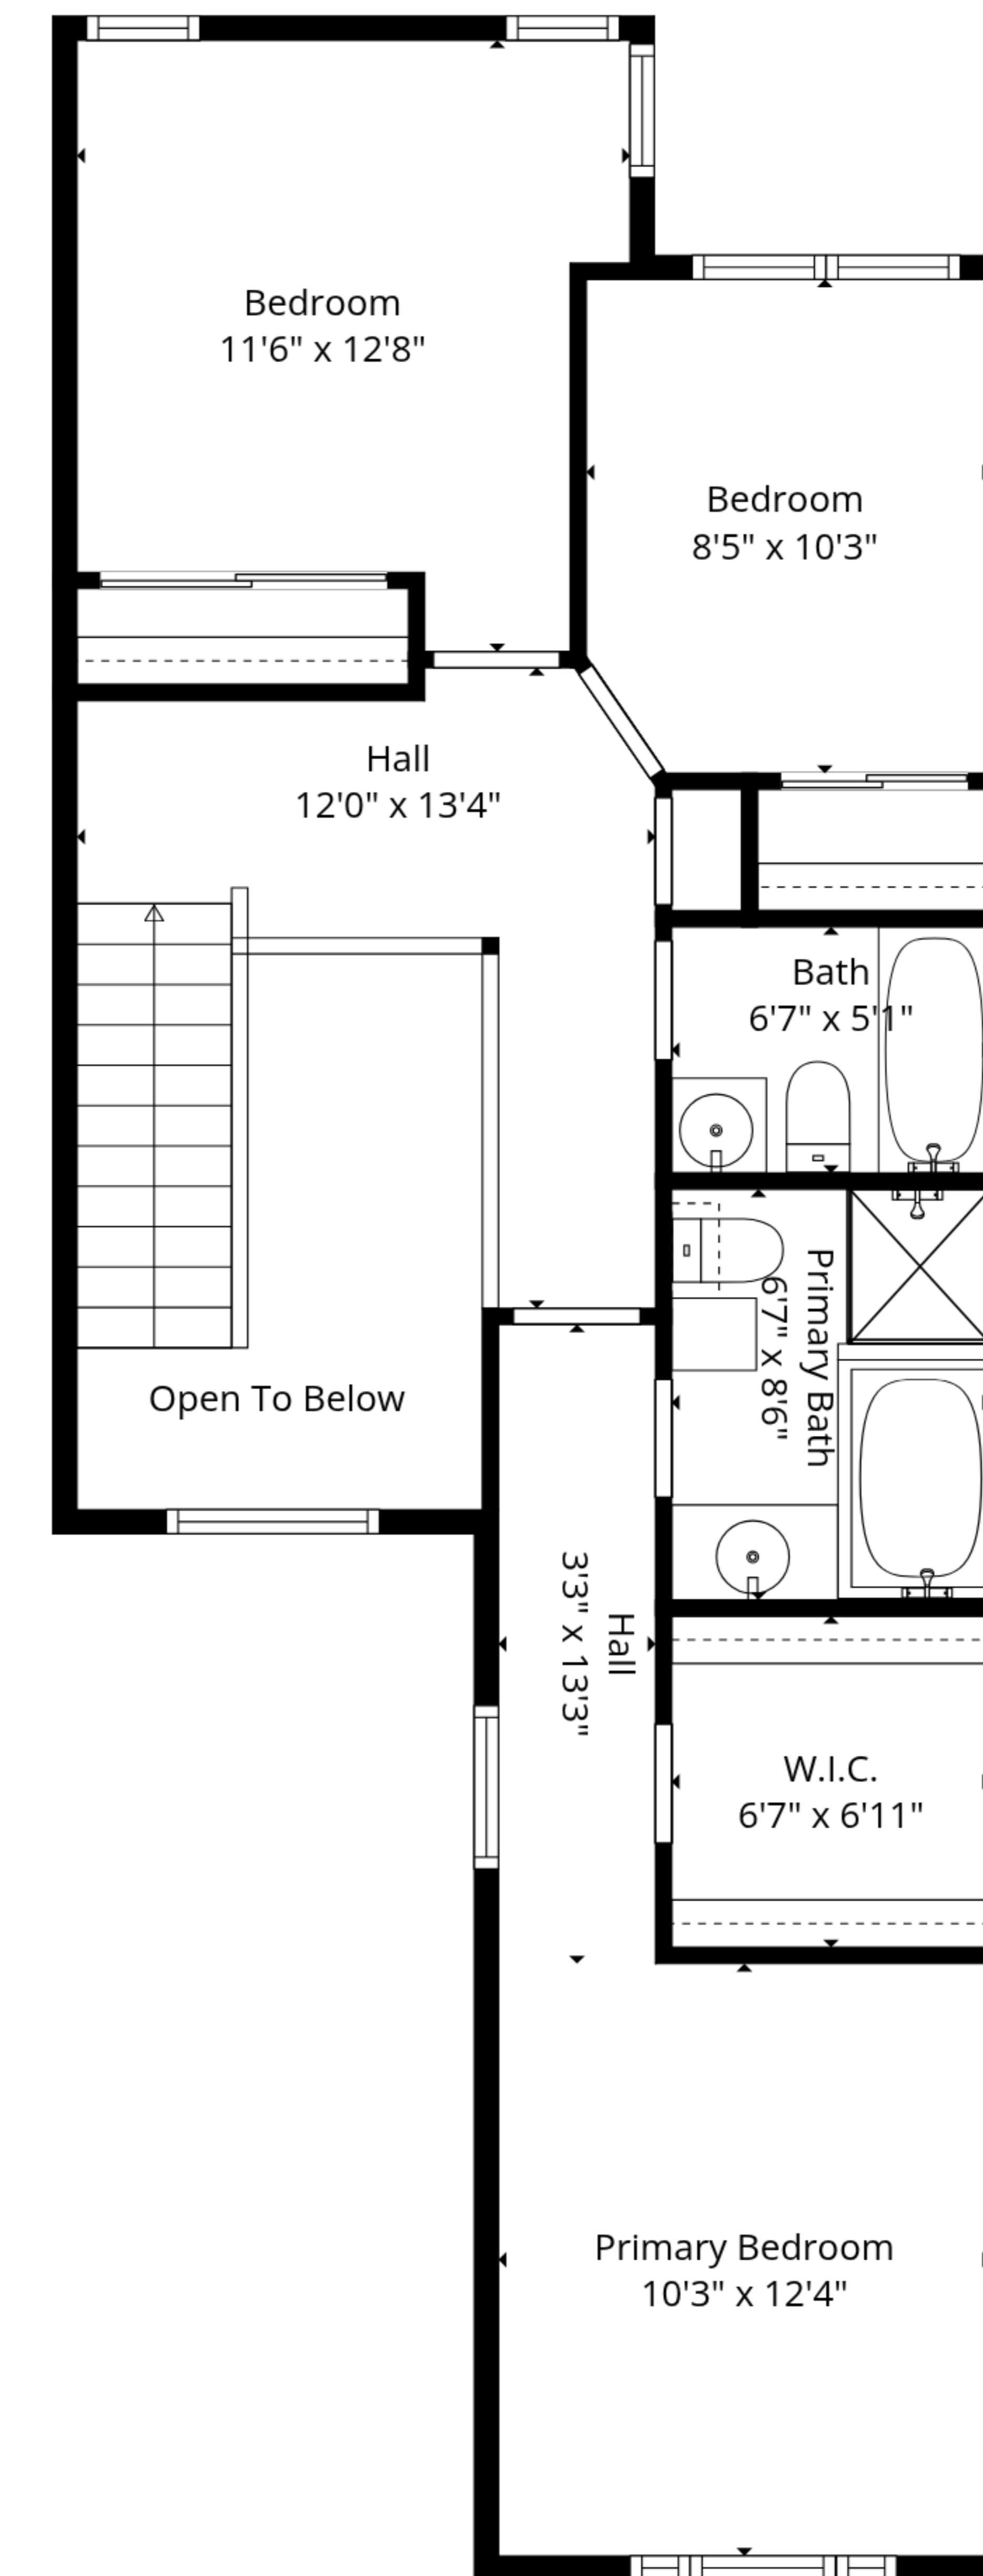 Bedroom
11'6" x 12'8"
Bedroom
8'5" x 10'3"
Hall
12'0" x 13'4"
Bath
6'7" x 5'1"
Primary Bath
6'7" x 8'6"
Open To Below
Hall
3'3" x 13'3"
W.I.C.
6'7" x 6'11"
Primary Bedroom
10'3" x 12'4"